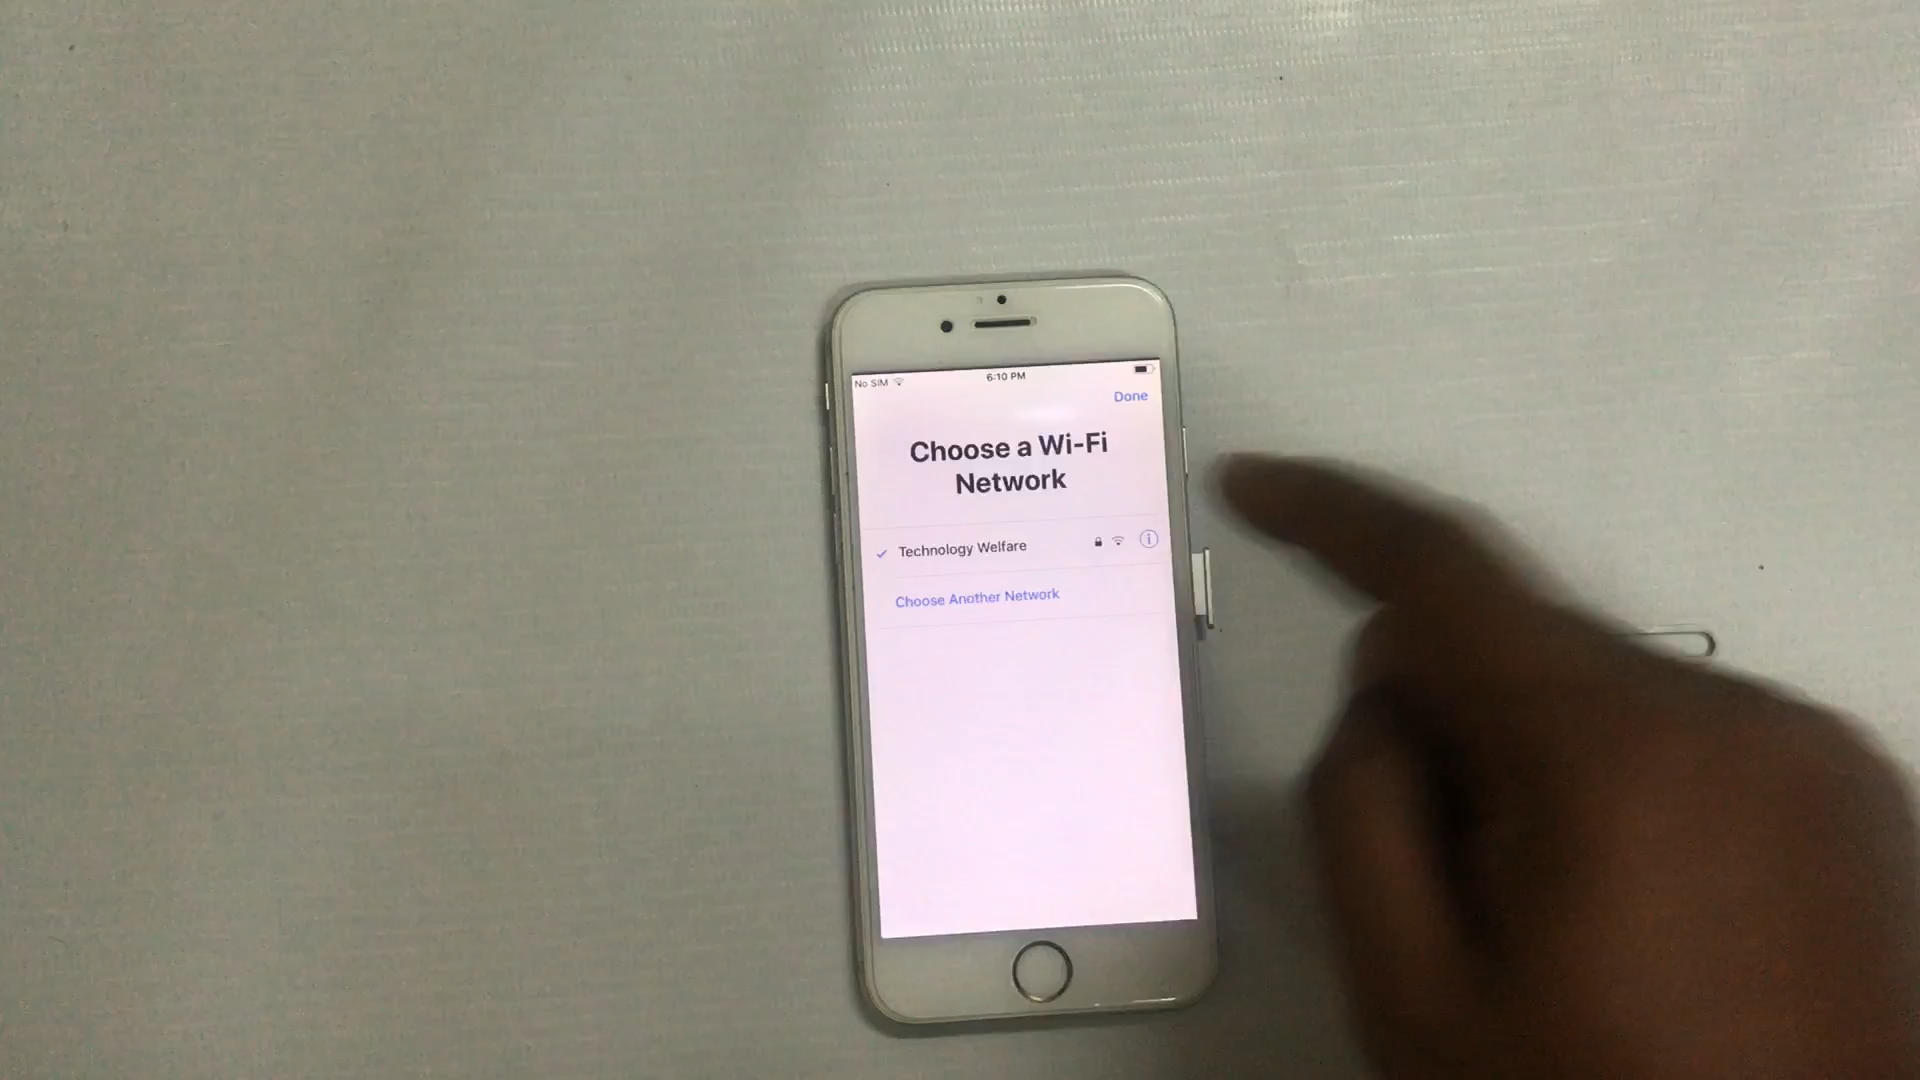 No SIM 6:10 PM
Done
Choose a Wi-Fi
Network
Technology Welfare
Choose Another Network